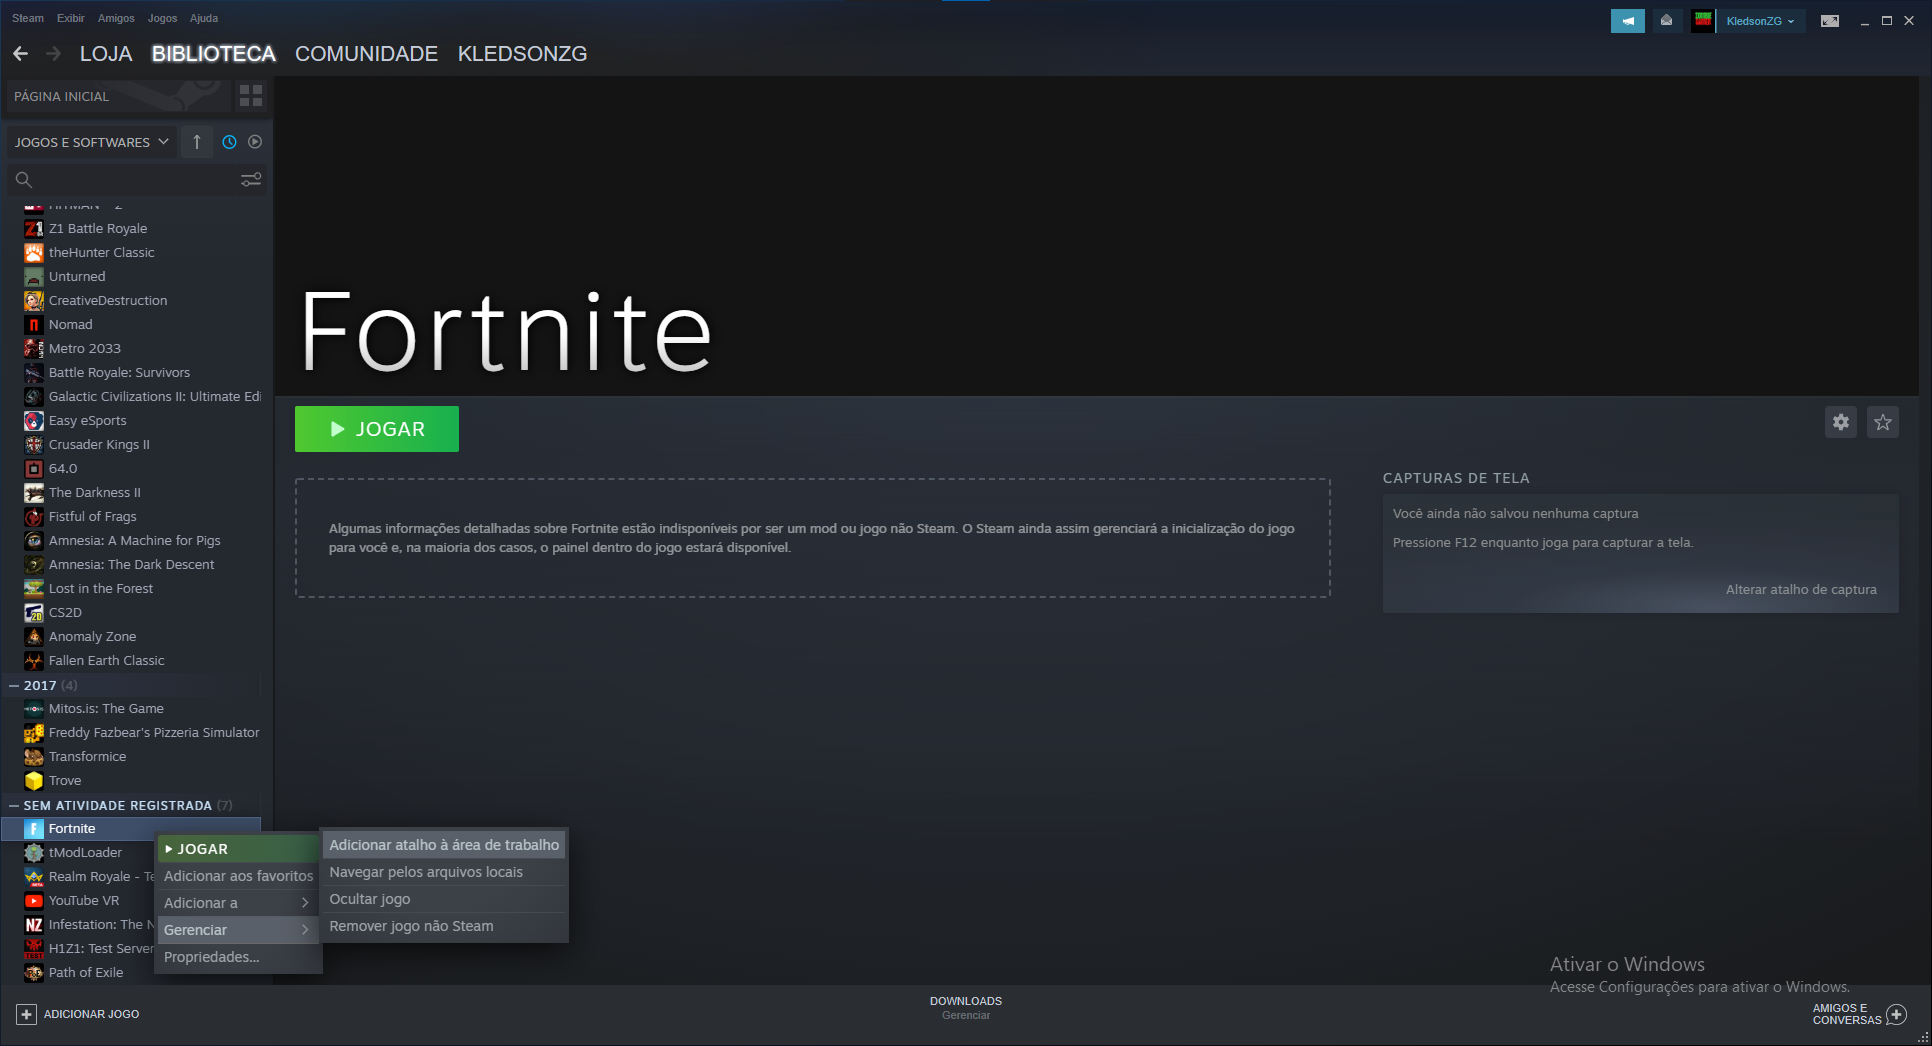 Steam Exibir Amigos Jogos Ajuda
KledsonZG
LOJA BIBLIOTECA COMUNIDADE KLEDSONZG
PÁGINA INICIAL
JOGOS E SOFTWARES
Z1 Battle Royale
theHunter Classic
Unturned
CreativeDestruction
Nomad
Metro 2033
Battle Royale: Survivors
Galactic Civilizations II: Ultimate Edi
Easy eSports
Crusader Kings II
64.0
The Darkness II
Fistful of Frags
Amnesia: A Machine for Pigs
Amnesia: The Dark Descent
Lost in the Forest
CS2D
Anomaly Zone
Fallen Earth Classic
2017 (4)
Mitos.is: The Game
Freddy Fazbear's Pizzeria Simulator
Transformice
Trove
SEM ATIVIDADE REGISTRADA (7)
Fortnite
tModLoader
Realm Royale - Te
YouTube VR
Infestation: The N
H1Z1: Test Server
Path of Exile
JOGAR
Adicionar aos favoritos
Adicionar a
Gerenciar
Propriedades...
Adicionar atalho à área de trabalho
Navegar pelos arquivos locais
Ocultar jogo
Remover jogo não Steam
Fortnite
JOGAR
Algumas informações detalhadas sobre Fortnite estão indisponíveis por ser um mod ou jogo não Steam. O Steam ainda assim gerenciará a inicialização do jogo
para você e, na maioria dos casos, o painel dentro do jogo estará disponível.
CAPTURAS DE TELA
Você ainda não salvou nenhuma captura
Pressione F12 enquanto joga para capturar a tela.
Alterar atalho de captura
Ativar o Windows
Acesse Configurações para ativar o Windows.
ADICIONAR JOGO
DOWNLOADS
Gerenciar
AMIGOS E
CONVERSAS